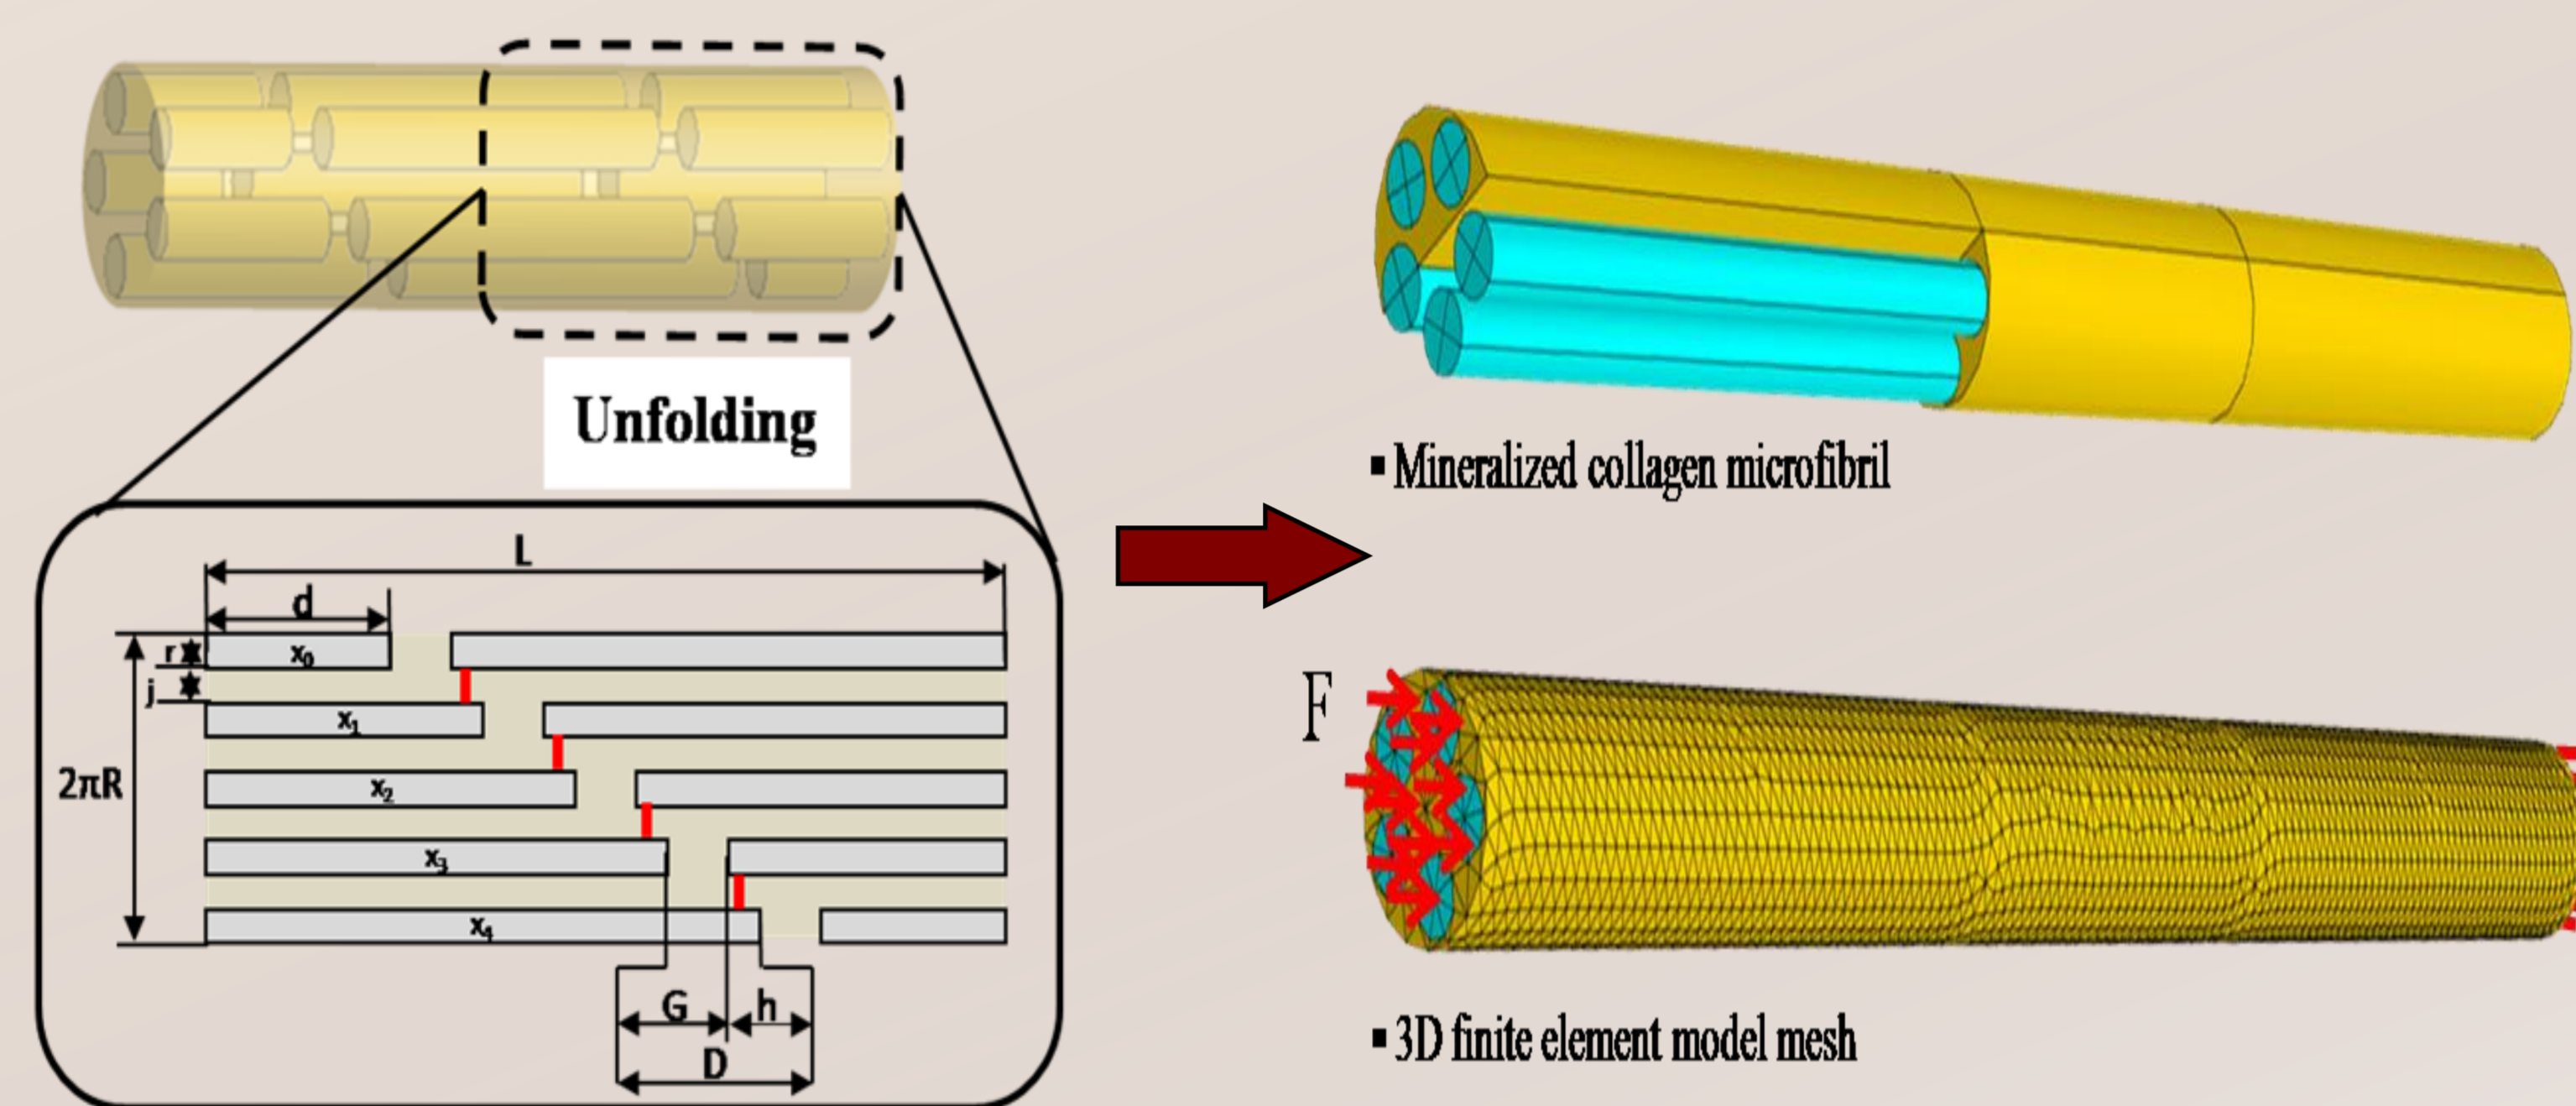 Unfolding
L
d
r
x₀
j
x₁
2πR
x₂
x₃
x₄
G
h
D
▪ Mineralized collagen microfibril
F
▪ 3D finite element model mesh